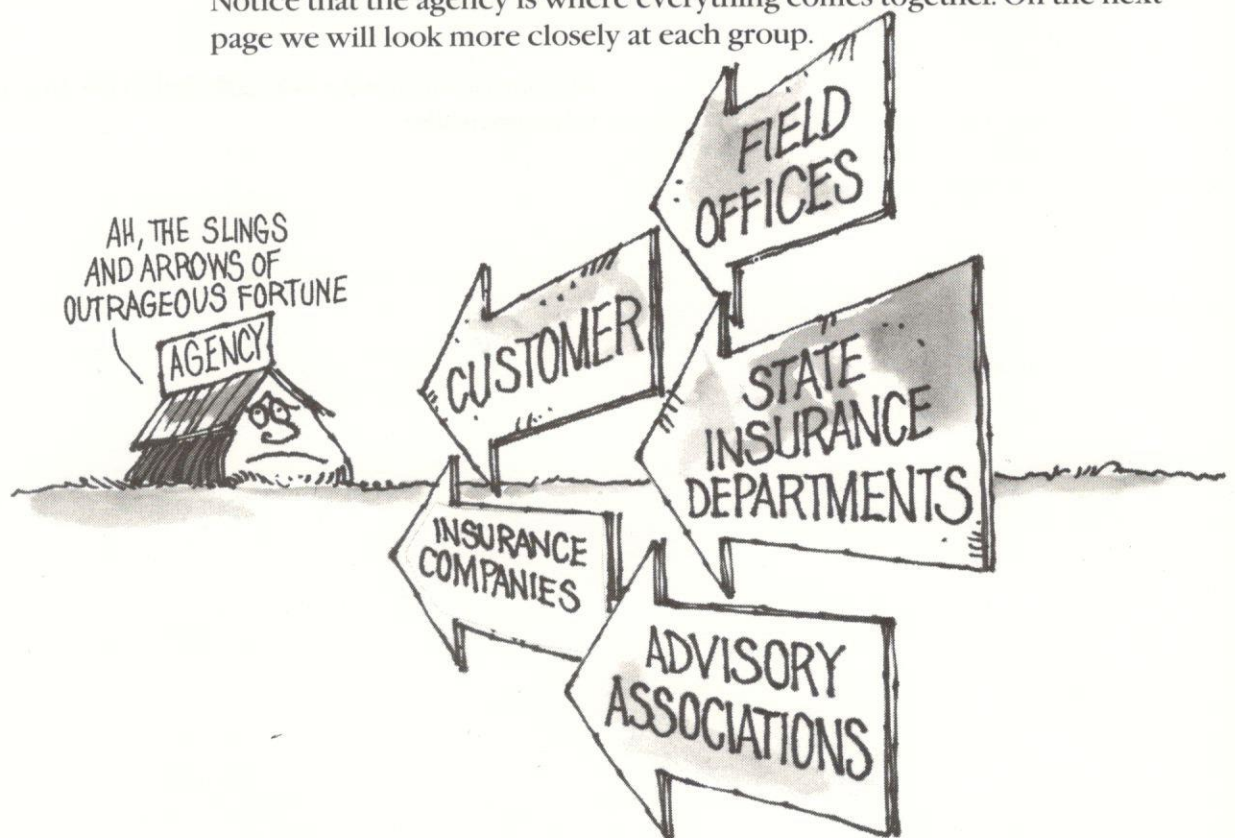 Notice that the agency is where everything comes together. On the next
page we will look more closely at each group.
FIELD
OFFICES
AH, THE SLINGS
AND ARROWS OF
OUTRAGEOUS FORTUNE
AGENCY
CUSTOMER
STATE
INSURANCE
DEPARTMENTS
INSURANCE
COMPANIES
ADVISORY
ASSOCIATIONS